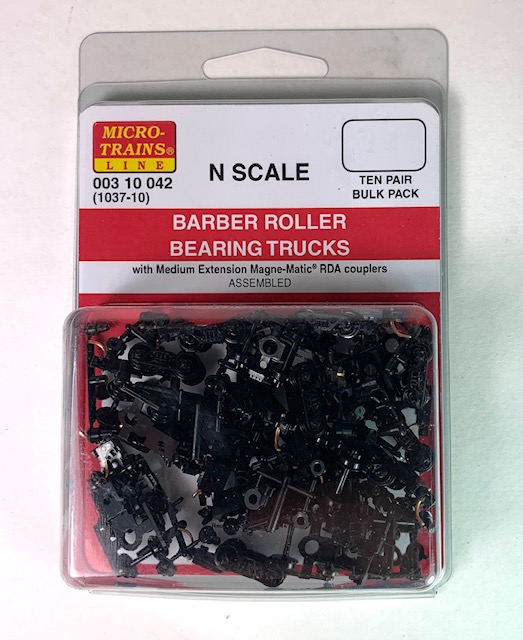 MICRO-
TRAINS®
LINE
003 10 042
(1037-10)
N SCALE
TEN PAIR
BULK PACK
BARBER ROLLER
BEARING TRUCKS
with Medium Extension Magne-Matic® RDA couplers
ASSEMBLED